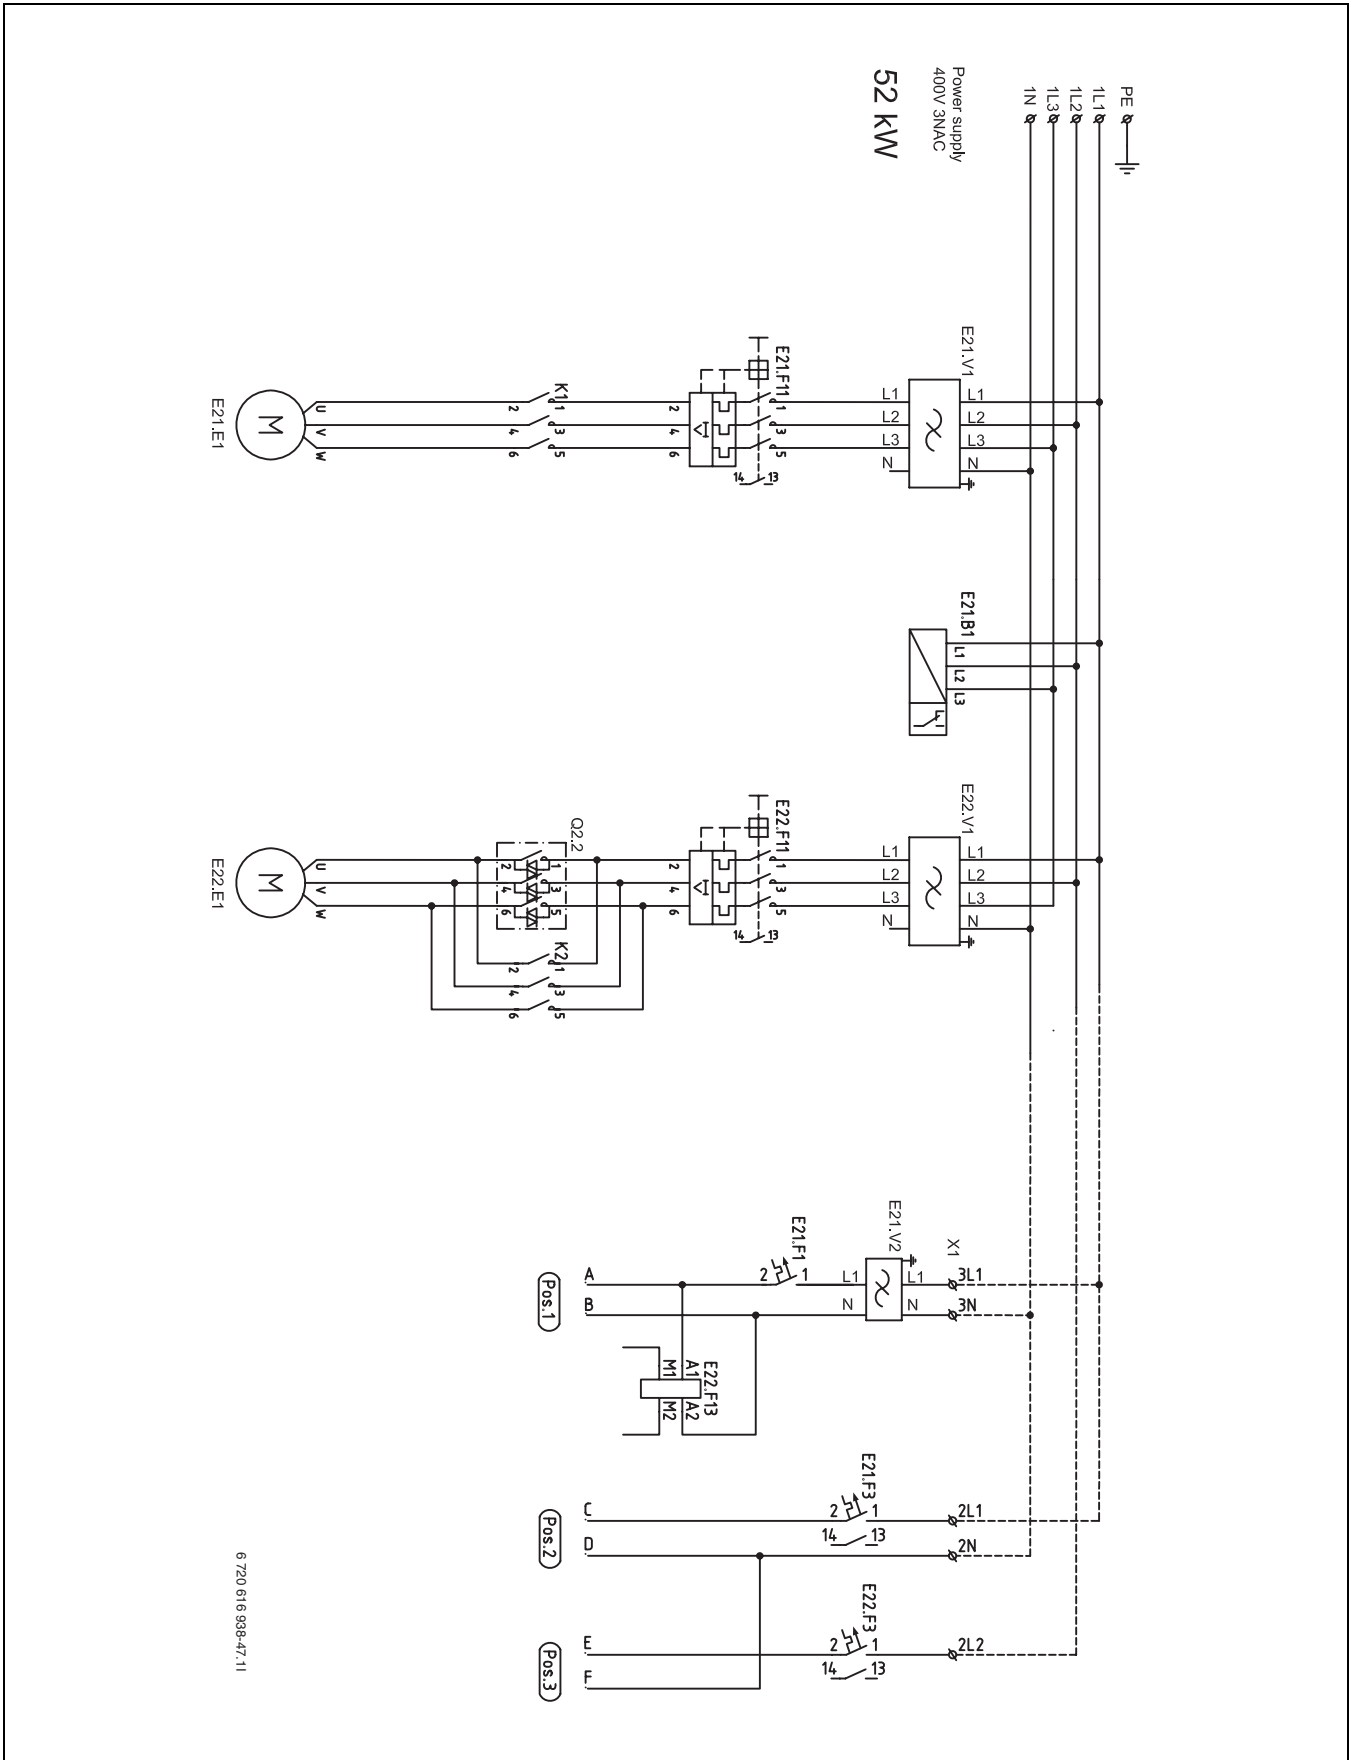 Power supply
400V 3NAC
52 kW
PE
1L1
1L2
1L3
1N
E21.V1
L1
L2
L3
N
L1
L2
L3
N
E21.F11
1
3
5
13
14
2
4
6
I>
K1
1
3
5
2
4
6
U
V
W
M
E21.E1
E21.B1
L1
L2
L3
E22.V1
L1
L2
L3
N
L1
L2
L3
N
E22.F11
1
3
5
13
14
2
4
6
I>
Q2.2
1
3
5
2
4
6
K2
1
3
5
2
4
6
U
V
W
M
E22.E1
X1
3L1
3N
E21.V2
L1
N
L1
N
E21.F1
1
2
A
B
Pos.1
E22.F13
A1
A2
M1
M2
2L1
2N
E21.F3
1
2
13
14
C
D
Pos.2
2L2
E22.F3
1
2
13
14
E
F
Pos.3
6 720 616 938-47.1I